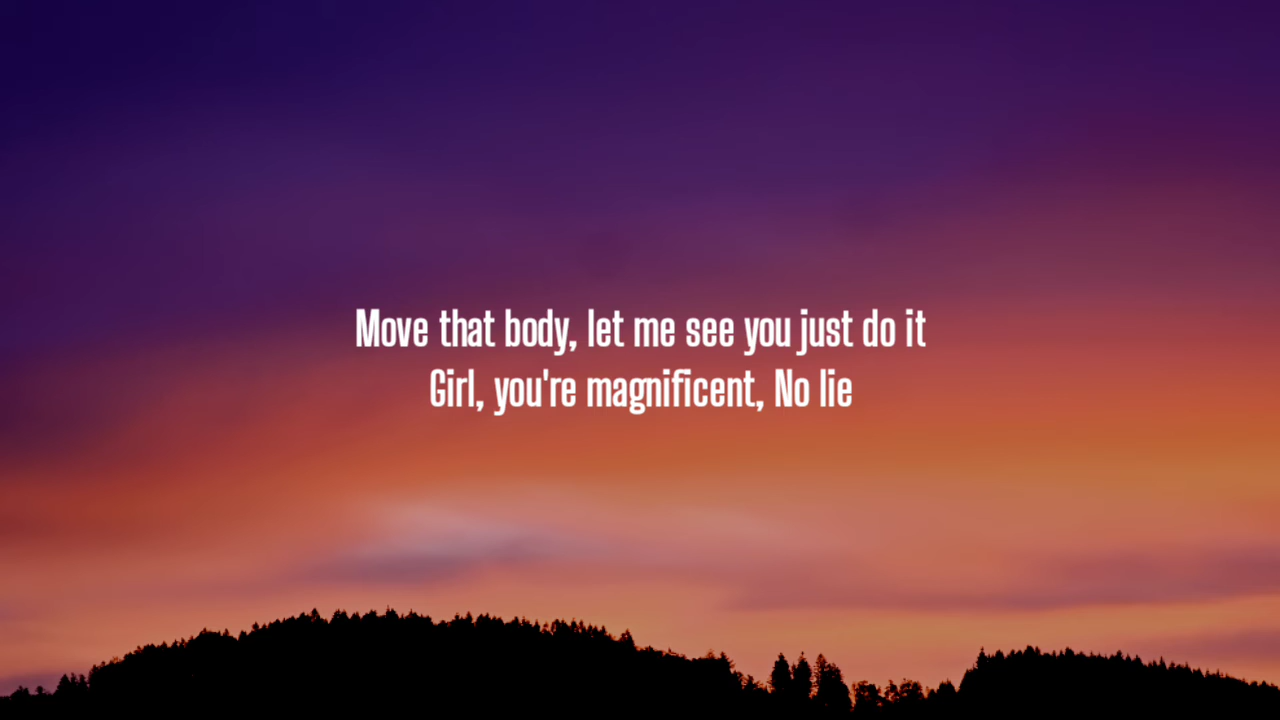 Move that body, let me see you just do it
Girl, you're magnificent, No lie